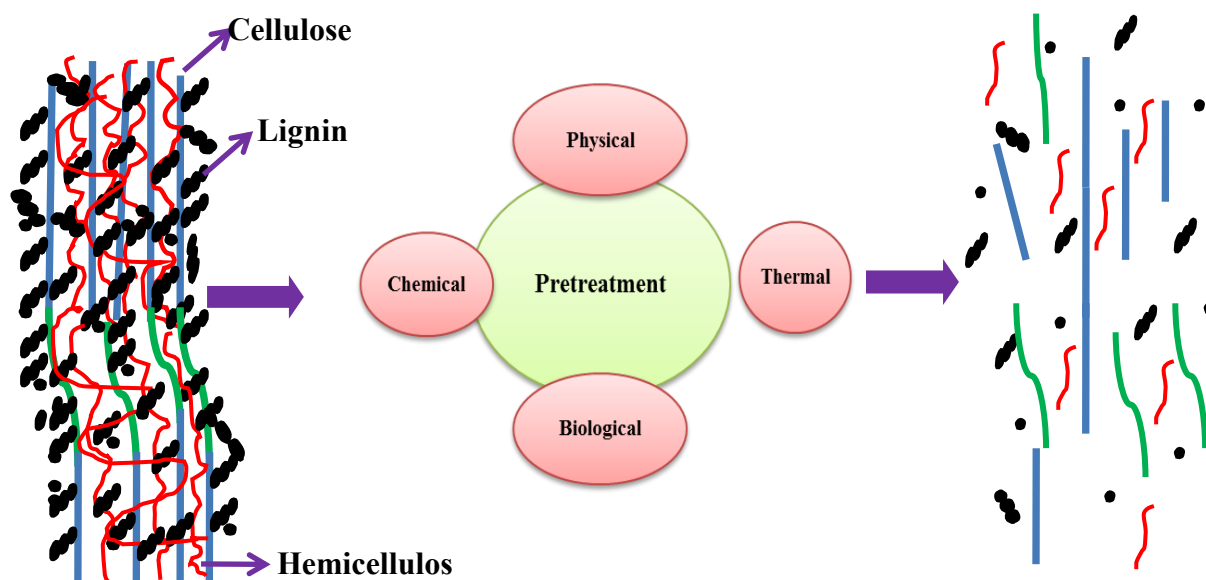 Cellulose
Lignin
Physical
Chemical
Pretreatment
Thermal
Biological
Hemicellulos